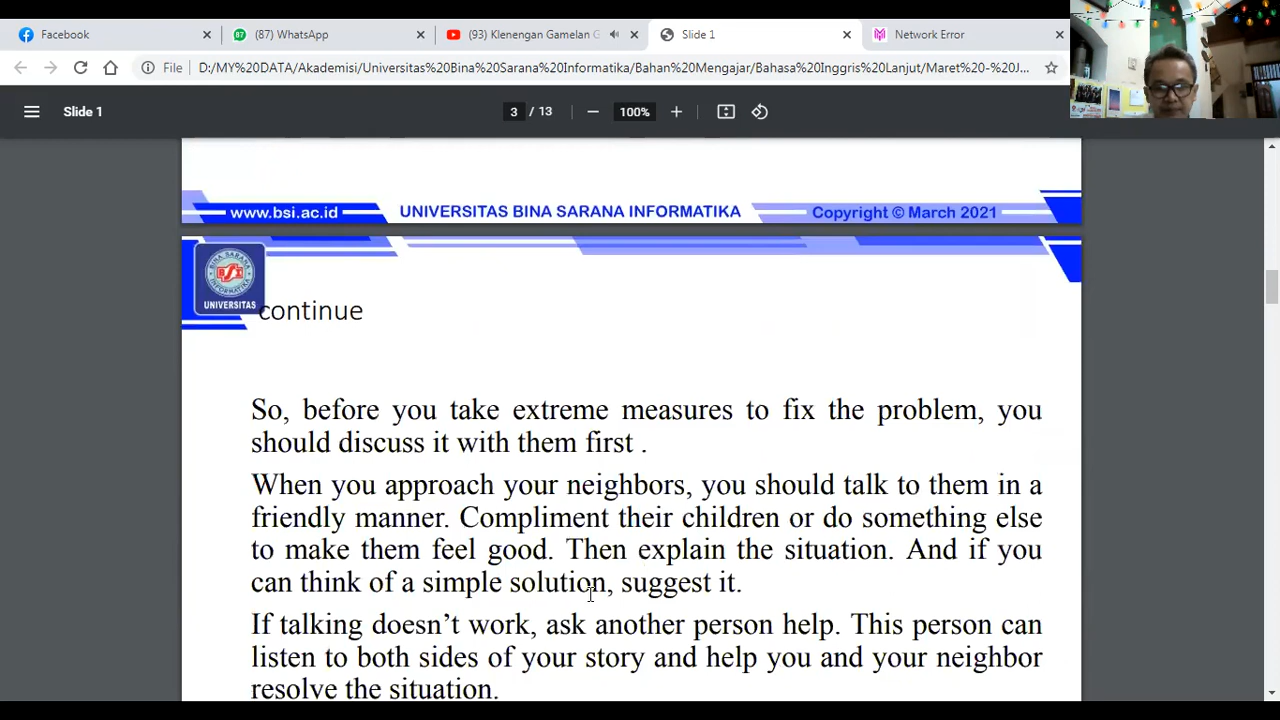 Facebook
(87) WhatsApp
(93) Klenengan Gamelan G
Slide 1
Network Error
File
D:/MY%20DATA/Akademisi/Universitas%20Bina%20Sarana%20Informatika/Bahan%20Mengajar/Bahasa%20Inggris%20Lanjut/Maret%20-%20J...
Slide 1
3 / 13
100%
www.bsi.ac.id
UNIVERSITAS BINA SARANA INFORMATIKA
Copyright © March 2021
BINA SARANA
BSI
INFORMATIKA
UNIVERSITAS
continue
So, before you take extreme measures to fix the problem, you
should discuss it with them first .
When you approach your neighbors, you should talk to them in a
friendly manner. Compliment their children or do something else
to make them feel good. Then explain the situation. And if you
can think of a simple solution, suggest it.
If talking doesn’t work, ask another person help. This person can
listen to both sides of your story and help you and your neighbor
resolve the situation.